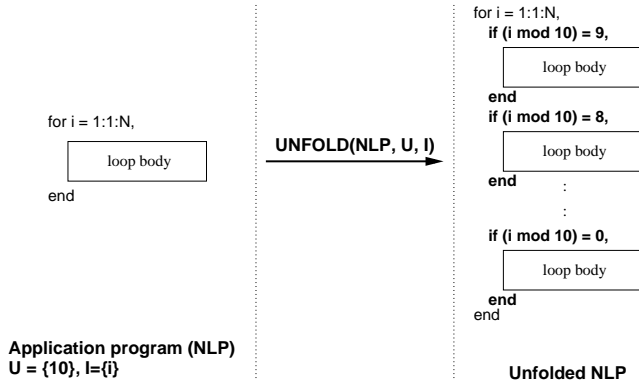 for i = 1:1:N,
loop body
end
Application program (NLP)
U = {10}, I={i}
UNFOLD(NLP, U, I)
for i = 1:1:N,
if (i mod 10) = 9,
loop body
end
if (i mod 10) = 8,
loop body
end
:
:
if (i mod 10) = 0,
loop body
end
end
Unfolded NLP